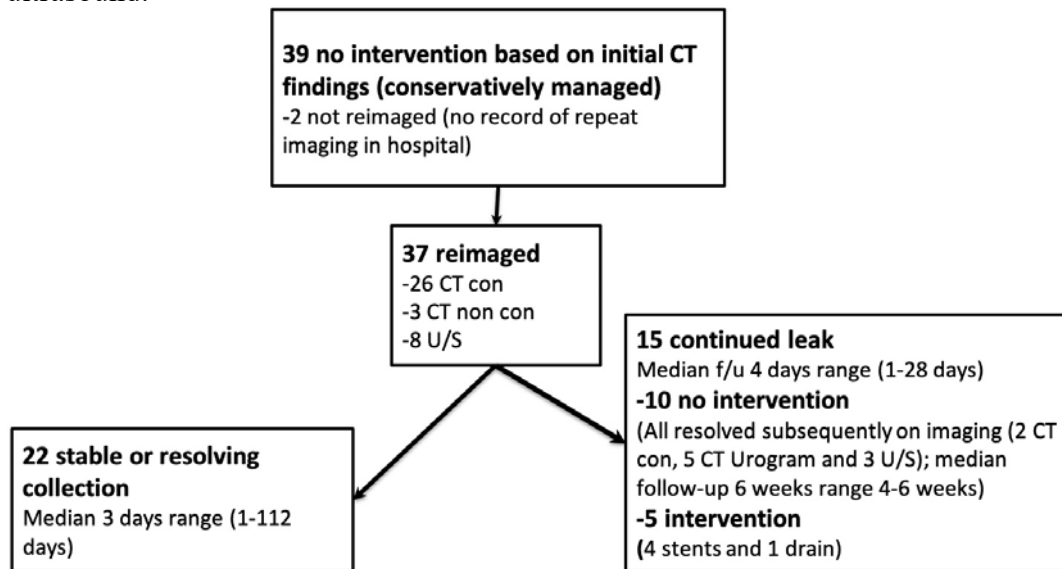 39 no intervention based on initial CT
findings (conservatively managed)
-2 not reimaged (no record of repeat
imaging in hospital)
37 reimaged
-26 CT con
-3 CT non con
-8 U/S
22 stable or resolving
collection
Median 3 days range (1-112
days)
15 continued leak
Median f/u 4 days range (1-28 days)
-10 no intervention
(All resolved subsequently on imaging (2 CT
con, 5 CT Urogram and 3 U/S); median
follow-up 6 weeks range 4-6 weeks)
-5 intervention
(4 stents and 1 drain)